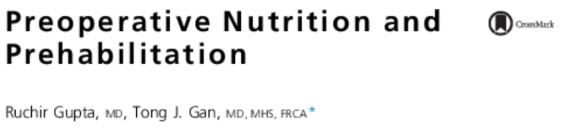 Preoperative Nutrition and
Prehabilitation
CrossMark
Ruchir Gupta, MD, Tong J. Gan, MD, MHS, FRCA*